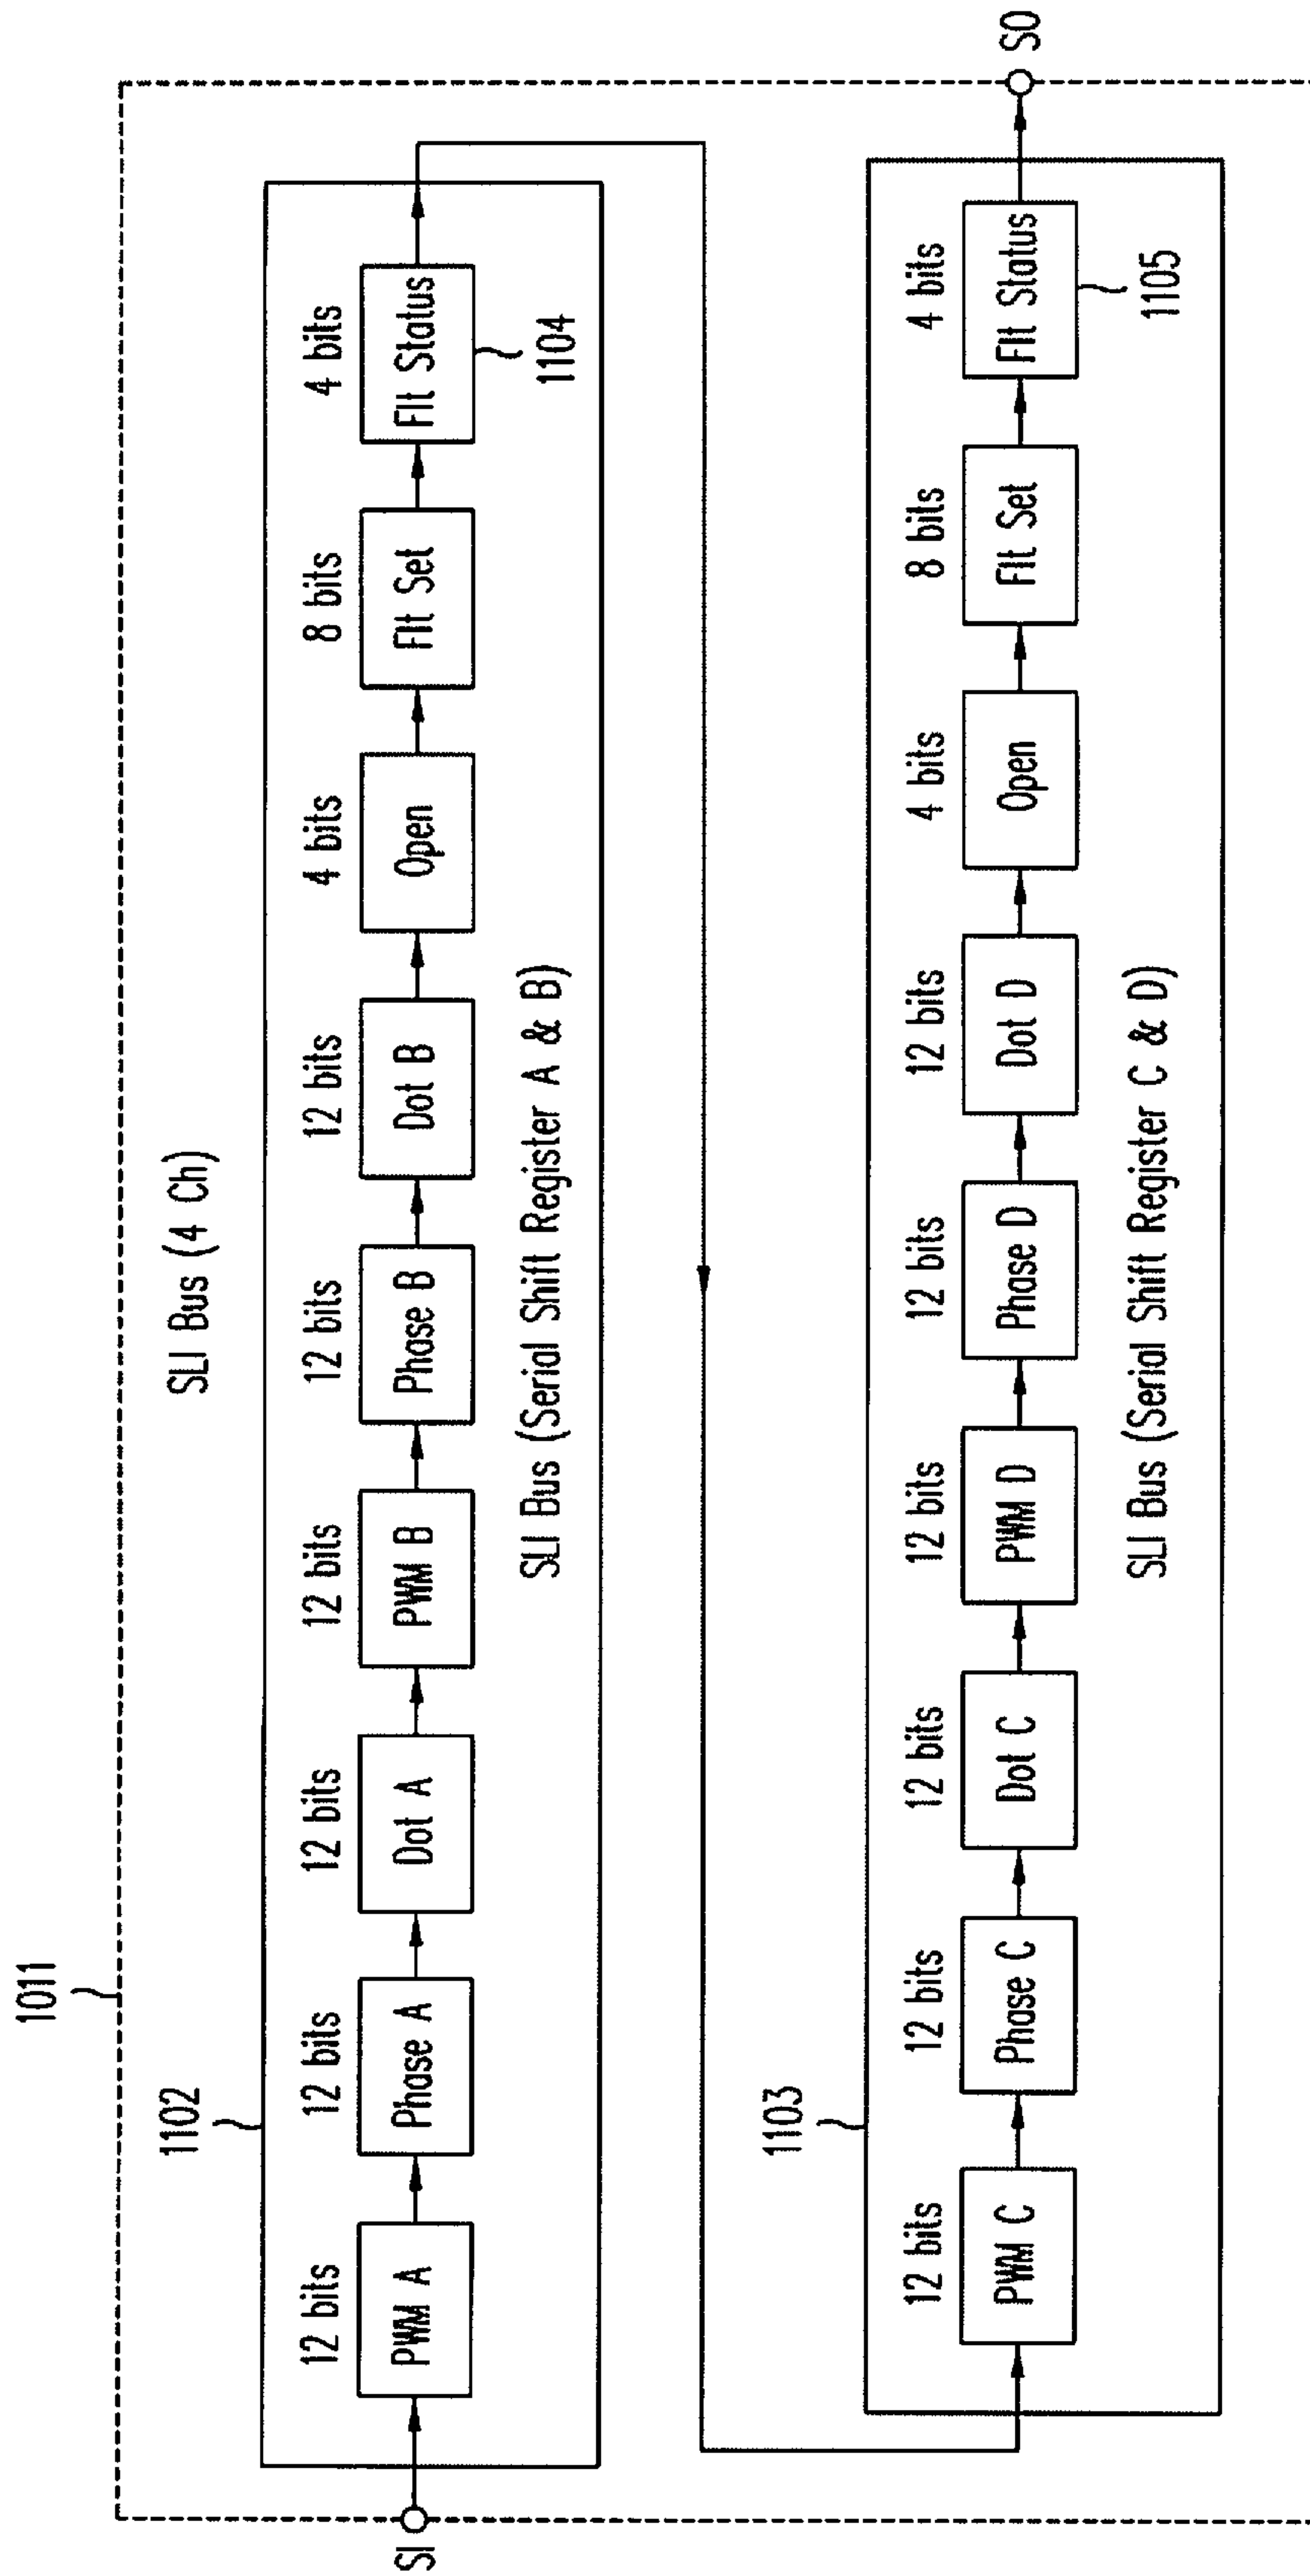 1011
SLI Bus (4 Ch)
1102
12 bits 12 bits 12 bits 12 bits 12 bits 12 bits 4 bits 8 bits 4 bits
SI PWM A Phase A Dot A PWM B Phase B Dot B Open Flt Set Flt Status
1104
SLI Bus (Serial Shift Register A & B)
1103
12 bits 12 bits 12 bits 12 bits 12 bits 12 bits 4 bits 8 bits 4 bits
PWM C Phase C Dot C PWM D Phase D Dot D Open Flt Set Flt Status SO
1105
SLI Bus (Serial Shift Register C & D)